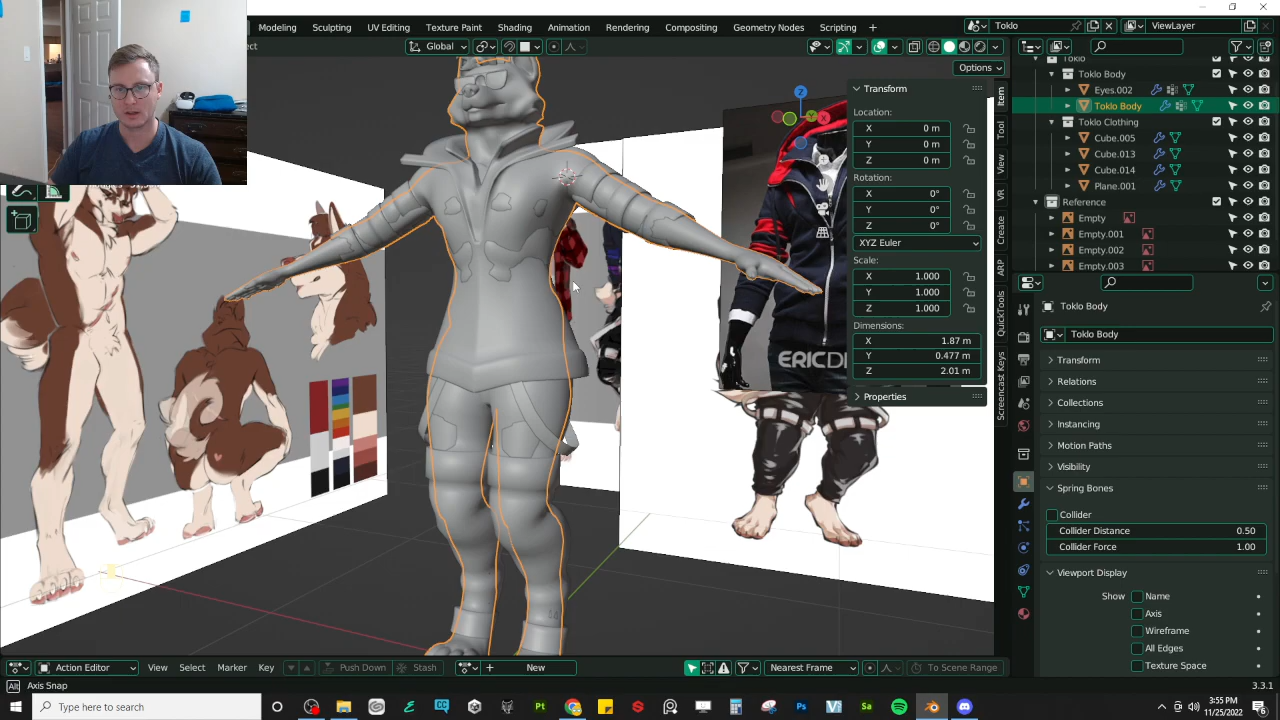 Modeling Sculpting UV Editing Texture Paint Shading Animation Rendering Compositing Geometry Nodes Scripting +
Toklo ViewLayer
Global
Options
Transform
Location:
X 0 m
Y 0 m
Z 0 m
Rotation:
X 0°
Y 0°
Z 0°
XYZ Euler
Scale:
X 1.000
Y 1.000
Z 1.000
Dimensions:
X 1.87 m
Y 0.477 m
Z 2.01 m
Properties
Item
Tool
View
VR
Create
ARP
QuickTools
Screencast Keys
Z
X
Y
ERICD
Toklo
Toklo Body
Eyes.002
Toklo Body
Toklo Clothing
Cube.005
Cube.013
Cube.014
Plane.001
Reference
Empty
Empty.001
Empty.002
Empty.003
Toklo Body
Toklo Body
Transform
Relations
Collections
Instancing
Motion Paths
Visibility
Spring Bones
Collider
Collider Distance 0.50
Collider Force 1.00
Viewport Display
Show Name
Axis
Wireframe
All Edges
Texture Space
Action Editor View Select Marker Key Push Down Stash + New Nearest Frame To Scene Range
Alt Axis Snap
3.3.1
Type here to search
3:55 PM
11/25/2022